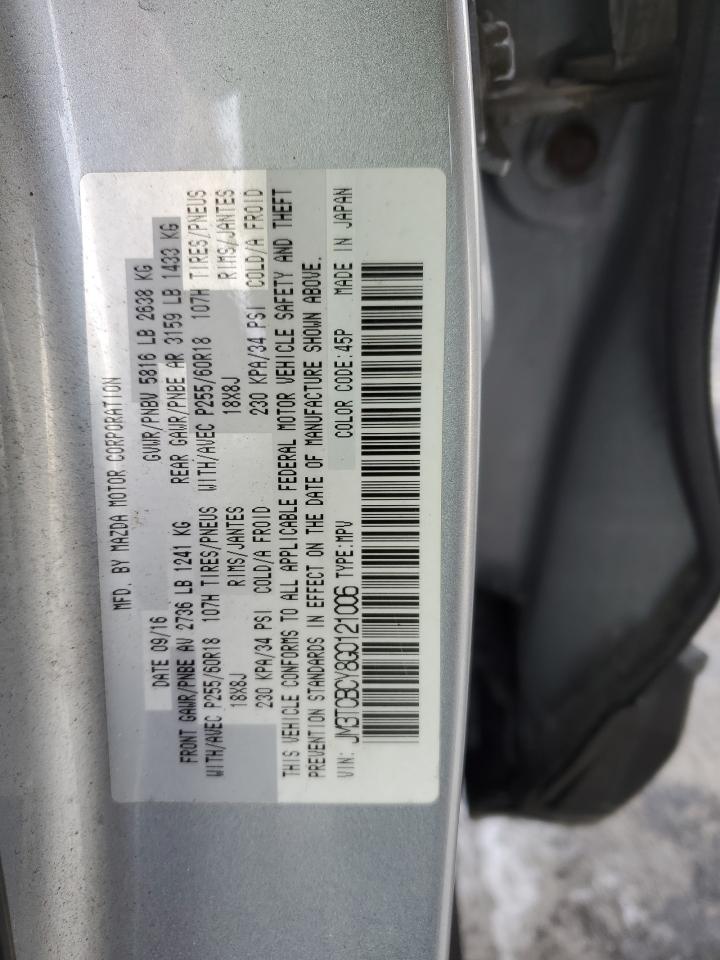 MFD. BY MAZDA MOTOR CORPORATION
DATE 09/16 GVWR/PNBV 5816 LB 2638 KG
FRONT GAWR/PNBE AV 2736 LB 1241 KG REAR GAWR/PNBE AR 3159 LB 1433 KG
WITH/AVEC P255/60R18 107H TIRES/PNEUS WITH/AVEC P255/60R18 107H TIRES/PNEUS
18X8J RIMS/JANTES 18X8J RIMS/JANTES
230 KPA/34 PSI COLD/A FROID 230 KPA/34 PSI COLD/A FROID
THIS VEHICLE CONFORMS TO ALL APPLICABLE FEDERAL MOTOR VEHICLE SAFETY AND THEFT
PREVENTION STANDARDS IN EFFECT ON THE DATE OF MANUFACTURE SHOWN ABOVE.
VIN: JM3TCBCY8G0121006 TYPE:MPV COLOR CODE:45P MADE IN JAPAN